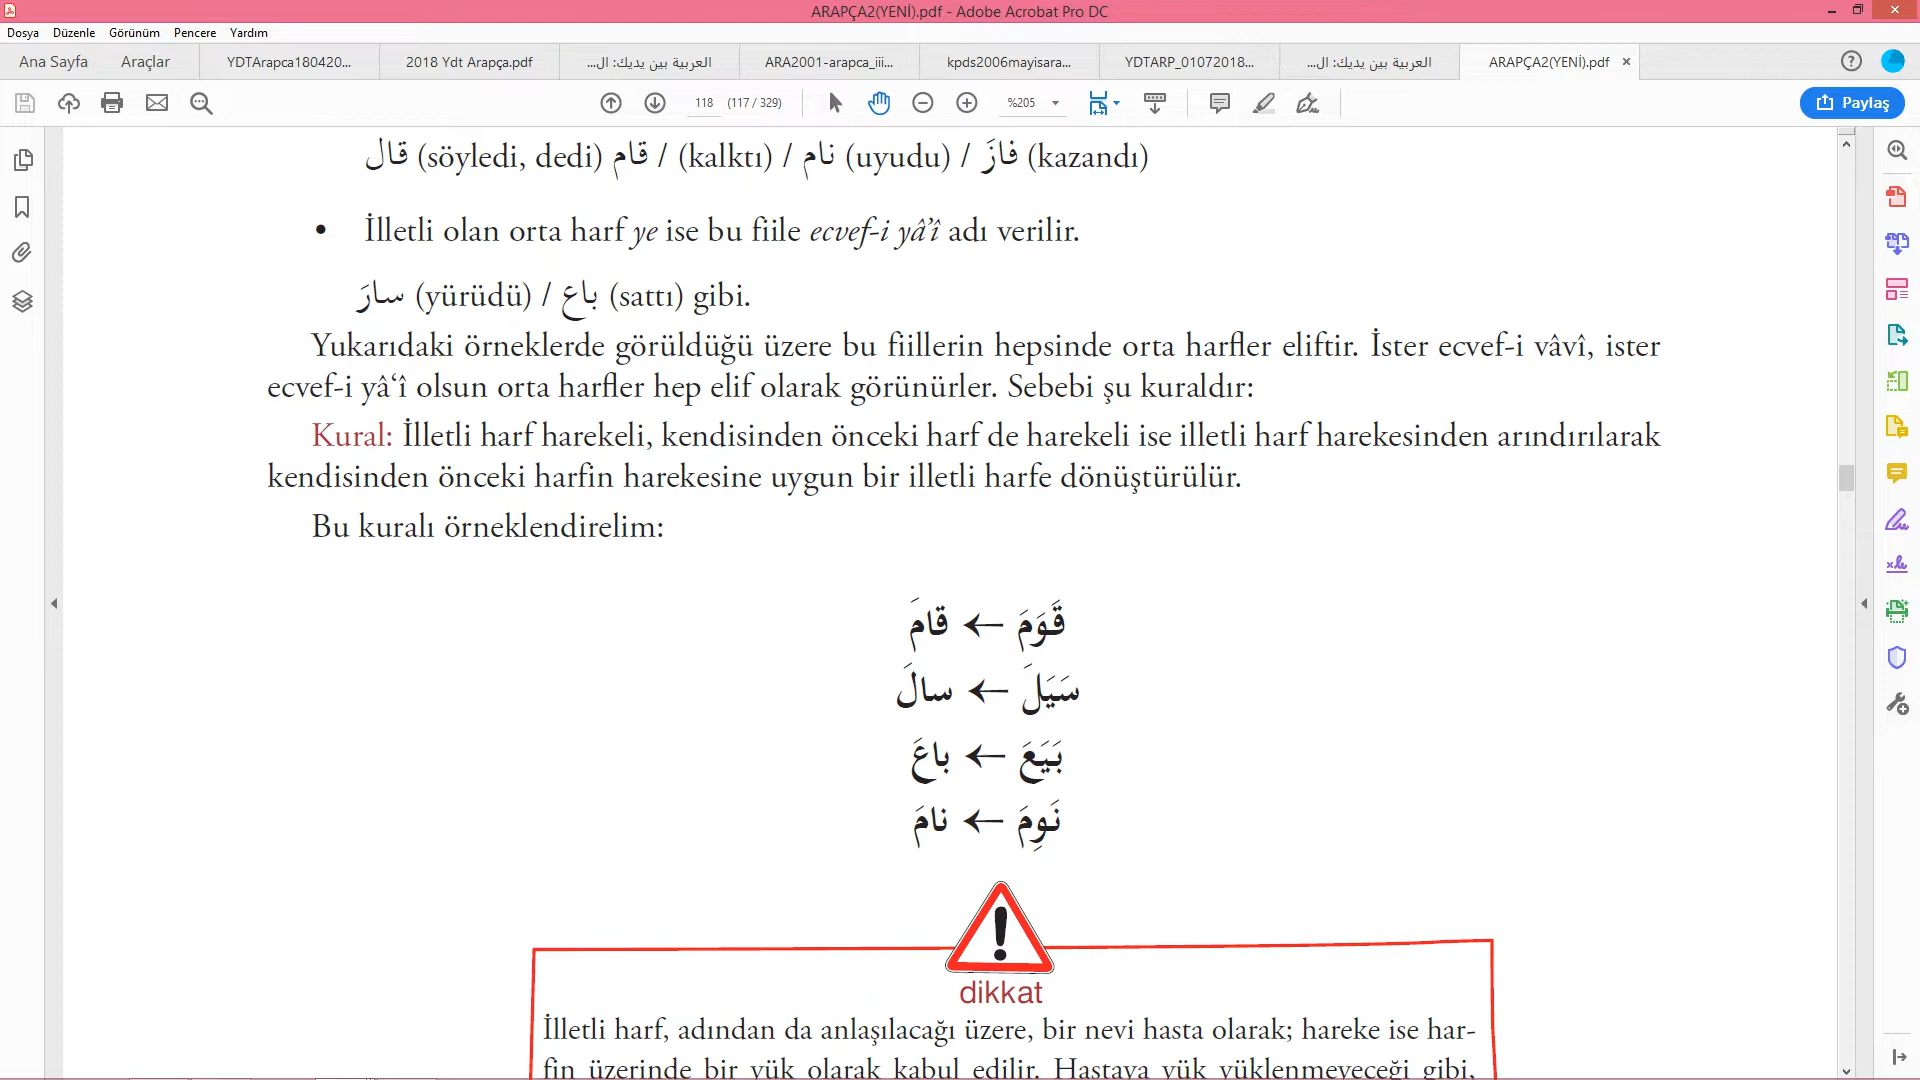 ARAPÇA2(YENİ).pdf - Adobe Acrobat Pro DC
Dosya Düzenle Görünüm Pencere Yardım
Ana Sayfa Araçlar YDTArapca180420... 2018 Ydt Arapça.pdf العربية بين يديك: ال... ARA2001-arapca_iii... kpds2006mayisara... YDTARP_01072018... العربية بين يديك: ال... ARAPÇA2(YENİ).pdf
118 (117 / 329) %205 Paylaş
قال (söyledi, dedi) قام / (kalktı) / نام (uyudu) / فازَ (kazandı)
• İlletli olan orta harf ye ise bu fiile ecvef-i yâ’î adı verilir.
سارَ (yürüdü) / باع (sattı) gibi.
Yukarıdaki örneklerde görüldüğü üzere bu fiillerin hepsinde orta harfler eliftir. İster ecvef-i vâvî, ister
ecvef-i yâ‘î olsun orta harfler hep elif olarak görünürler. Sebebi şu kuraldır:
Kural: İlletli harf harekeli, kendisinden önceki harf de harekeli ise illetli harf harekesinden arındırılarak
kendisinden önceki harfin harekesine uygun bir illetli harfe dönüştürülür.
Bu kuralı örneklendirelim:
قَوَمَ ← قامَ
سَيَلَ ← سالَ
بَيَعَ ← باعَ
نَوِمَ ← نامَ
dikkat
İlletli harf, adından da anlaşılacağı üzere, bir nevi hasta olarak; hareke ise har-
fin üzerinde bir yük olarak kabul edilir. Hastaya yük yüklenmeyeceği gibi,